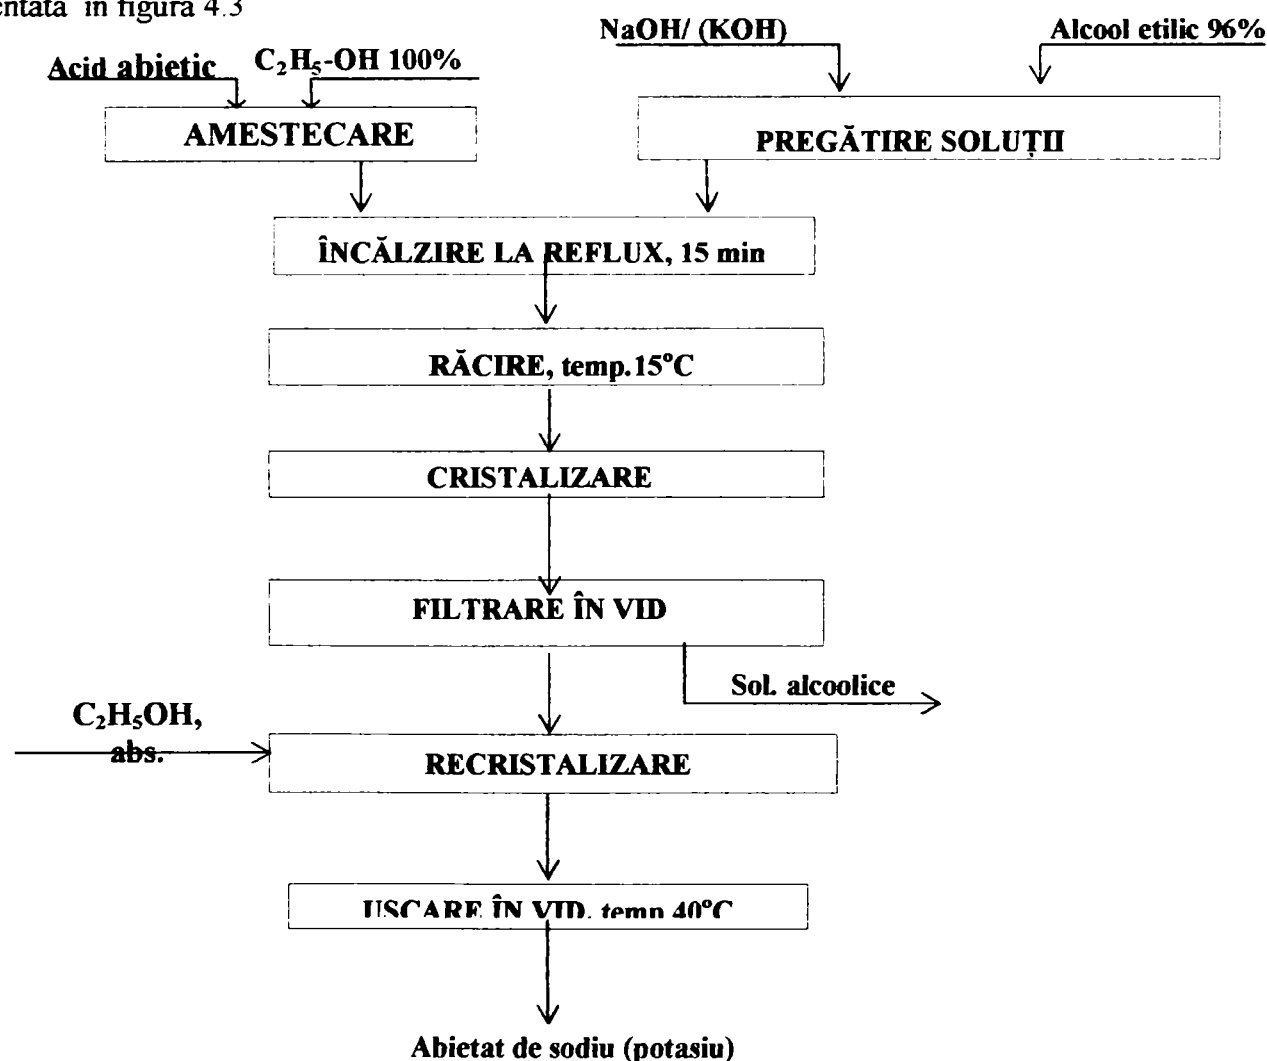 în figura 4.3
NaOH/ (KOH)
Alcool etilic 96%
Acid abietic
C₂H₅-OH 100%
AMESTECARE
PREGĂTIRE SOLUȚII
ÎNCĂLZIRE LA REFLUX, 15 min
RĂCIRE, temp.15°C
CRISTALIZARE
FILTRARE ÎN VID
Sol. alcoolice
C₂H₅OH,
abs.
RECRISTALIZARE
USCARE ÎN VID. temp 40°C
Abietat de sodiu (potasiu)